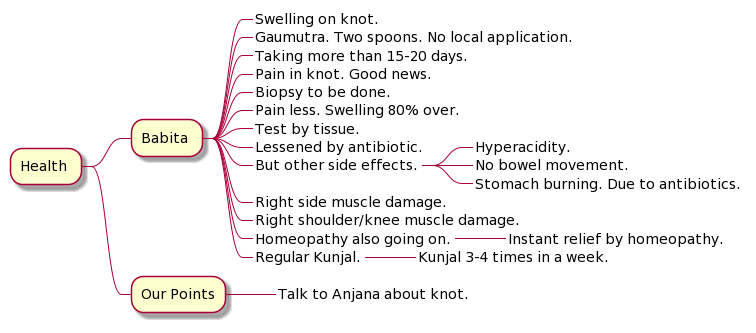 Health
Babita
Swelling on knot.
Gaumutra. Two spoons. No local application.
Taking more than 15-20 days.
Pain in knot. Good news.
Biopsy to be done.
Pain less. Swelling 80% over.
Test by tissue.
Lessened by antibiotic.
But other side effects.
Hyperacidity.
No bowel movement.
Stomach burning. Due to antibiotics.
Right side muscle damage.
Right shoulder/knee muscle damage.
Homeopathy also going on.
Instant relief by homeopathy.
Regular Kunjal.
Kunjal 3-4 times in a week.
Our Points
Talk to Anjana about knot.